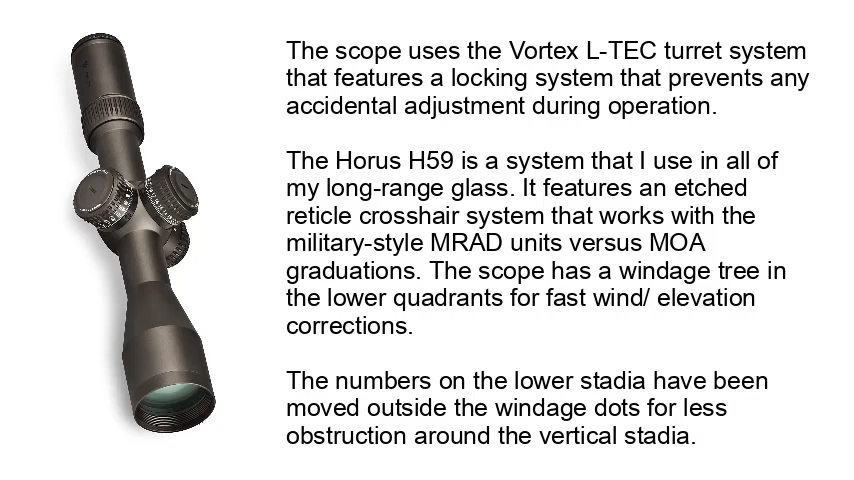 The scope uses the Vortex L-TEC turret system
that features a locking system that prevents any
accidental adjustment during operation.
The Horus H59 is a system that I use in all of
my long-range glass. It features an etched
reticle crosshair system that works with the
military-style MRAD units versus MOA
graduations. The scope has a windage tree in
the lower quadrants for fast wind/ elevation
corrections.
The numbers on the lower stadia have been
moved outside the windage dots for less
obstruction around the vertical stadia.